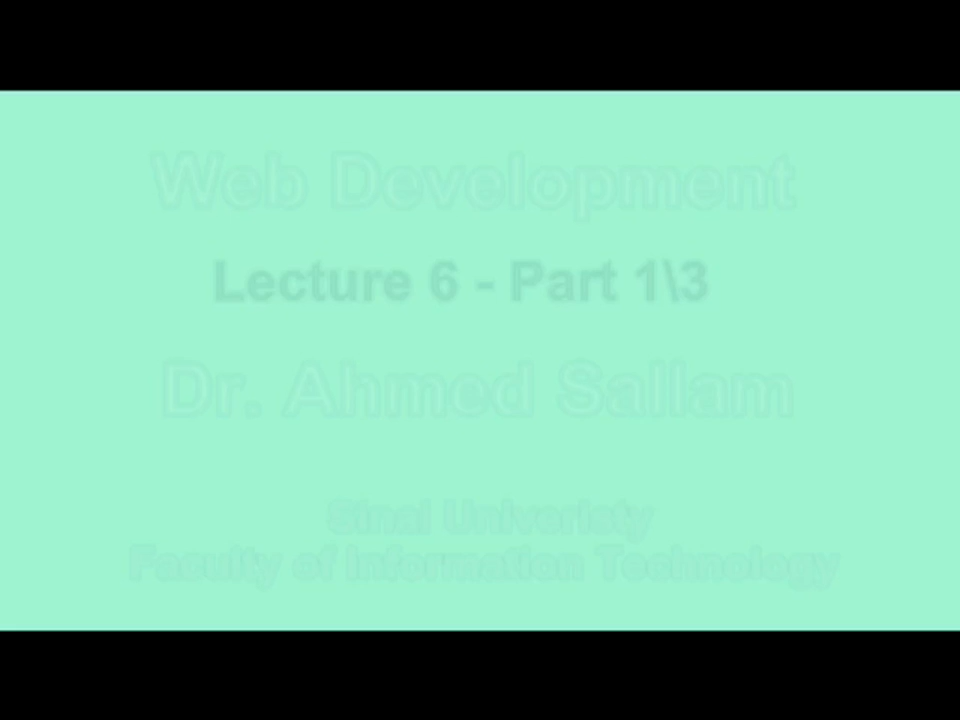 Web Development
Lecture 6 - Part 1\3
Dr. Ahmed Sallam
Sinai Univeristy
Faculty of Information Technology